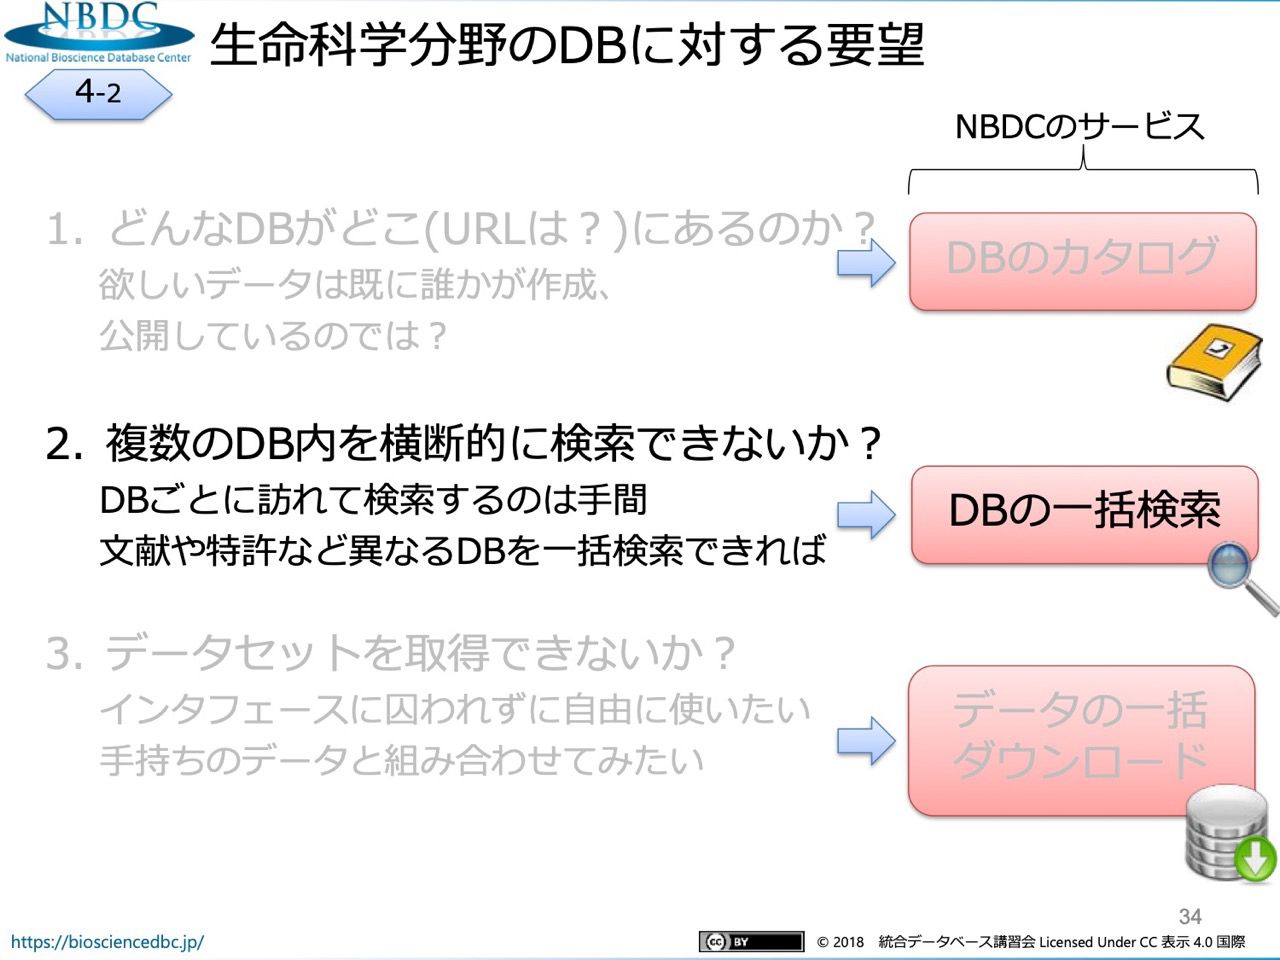 NBDC
National Bioscience Database Center
生命科学分野のDBに対する要望
4-2
NBDCのサービス
1. どんなDBがどこ(URLは？)にあるのか？
欲しいデータは既に誰かが作成、
公開しているのでは？
DBのカタログ
2. 複数のDB内を横断的に検索できないか？
DBごとに訪れて検索するのは手間
文献や特許など異なるDBを一括検索できれば
DBの一括検索
3. データセットを取得できないか？
インタフェースに囚われずに自由に使いたい
手持ちのデータと組み合わせてみたい
データの一括
ダウンロード
34
https://biosciencedbc.jp/
cc BY
© 2018 統合データベース講習会 Licensed Under CC 表示 4.0 国際